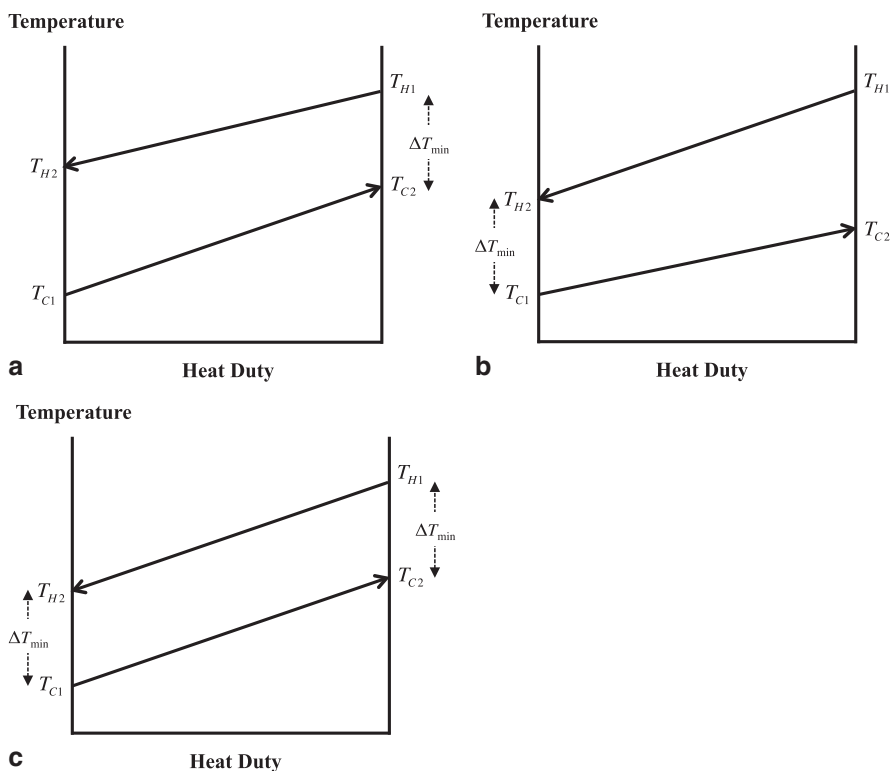 Temperature
T_H1
ΔT_min
T_H2
T_C2
T_C1
a
Heat Duty
Temperature
T_H1
T_H2
ΔT_min
T_C2
T_C1
b
Heat Duty
Temperature
T_H1
ΔT_min
T_H2
T_C2
ΔT_min
T_C1
c
Heat Duty